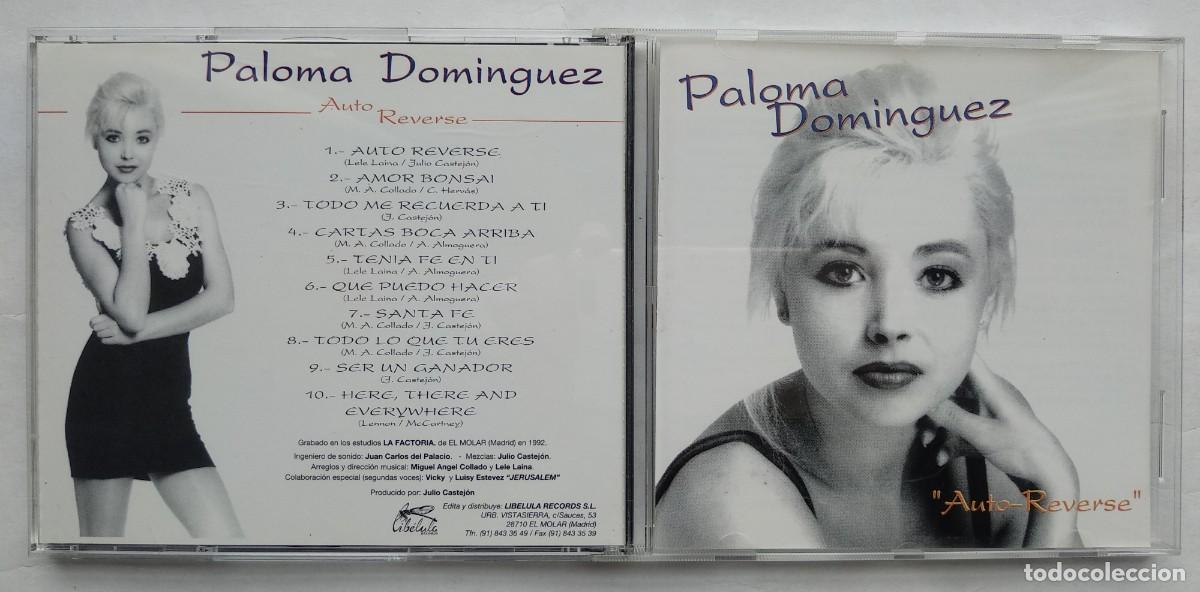 Paloma Dominguez
Auto
Reverse
1.- AUTO REVERSE
(Lele Laina / Julio Castejón)
2.- AMOR BONSAI
(M. A. Collado / C. Hervás)
3.- TODO ME RECUERDA A TI
(J. Castejón)
4.- CARTAS BOCA ARRIBA
(M. A. Collado / A. Almoguera)
5.- TENIA FE EN TI
(Lele Laina / A. Almoguera)
6.- QUE PUEDO HACER
(Lele Laina / A. Almoguera)
7.- SANTA FE
(M. A. Collado / J. Castejón)
8.- TODO LO QUE TU ERES
(M. A. Collado / J. Castejón)
9.- SER UN GANADOR
(J. Castejón)
10.- HERE, THERE AND
EVERYWHERE
(Lennon / McCartney)
Grabado en los estudios LA FACTORIA. de EL MOLAR (Madrid) en 1992.
Ingeniero de sonido: Juan Carlos del Palacio. - Mezclas: Julio Castejón.
Arreglos y dirección musical: Miguel Angel Collado y Lele Laina.
Colaboración especial (segundas voces): Vicky y Luisy Estevez "JERUSALEM"
Producido por: Julio Castejón
Libélula
Edita y distribuye: LIBELULA RECORDS S.L.
URB. VISTASIERRA, c/Sauces, 53
28710 EL MOLAR (Madrid)
Tfn. (91) 843 36 49 / Fax (91) 843 35 39
Paloma
Dominguez
"Auto-Reverse"
todocoleccion